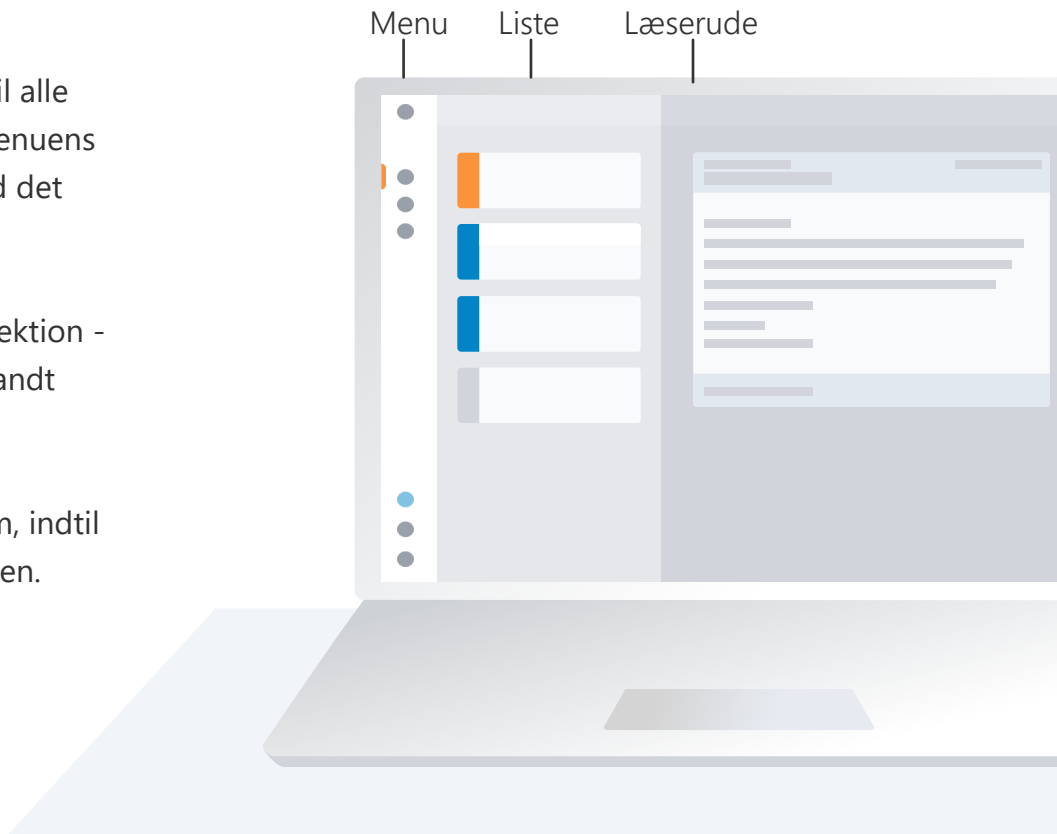 Menu Liste Læserude
il alle
enuens
d det
ektion -
andt
n, indtil
en.